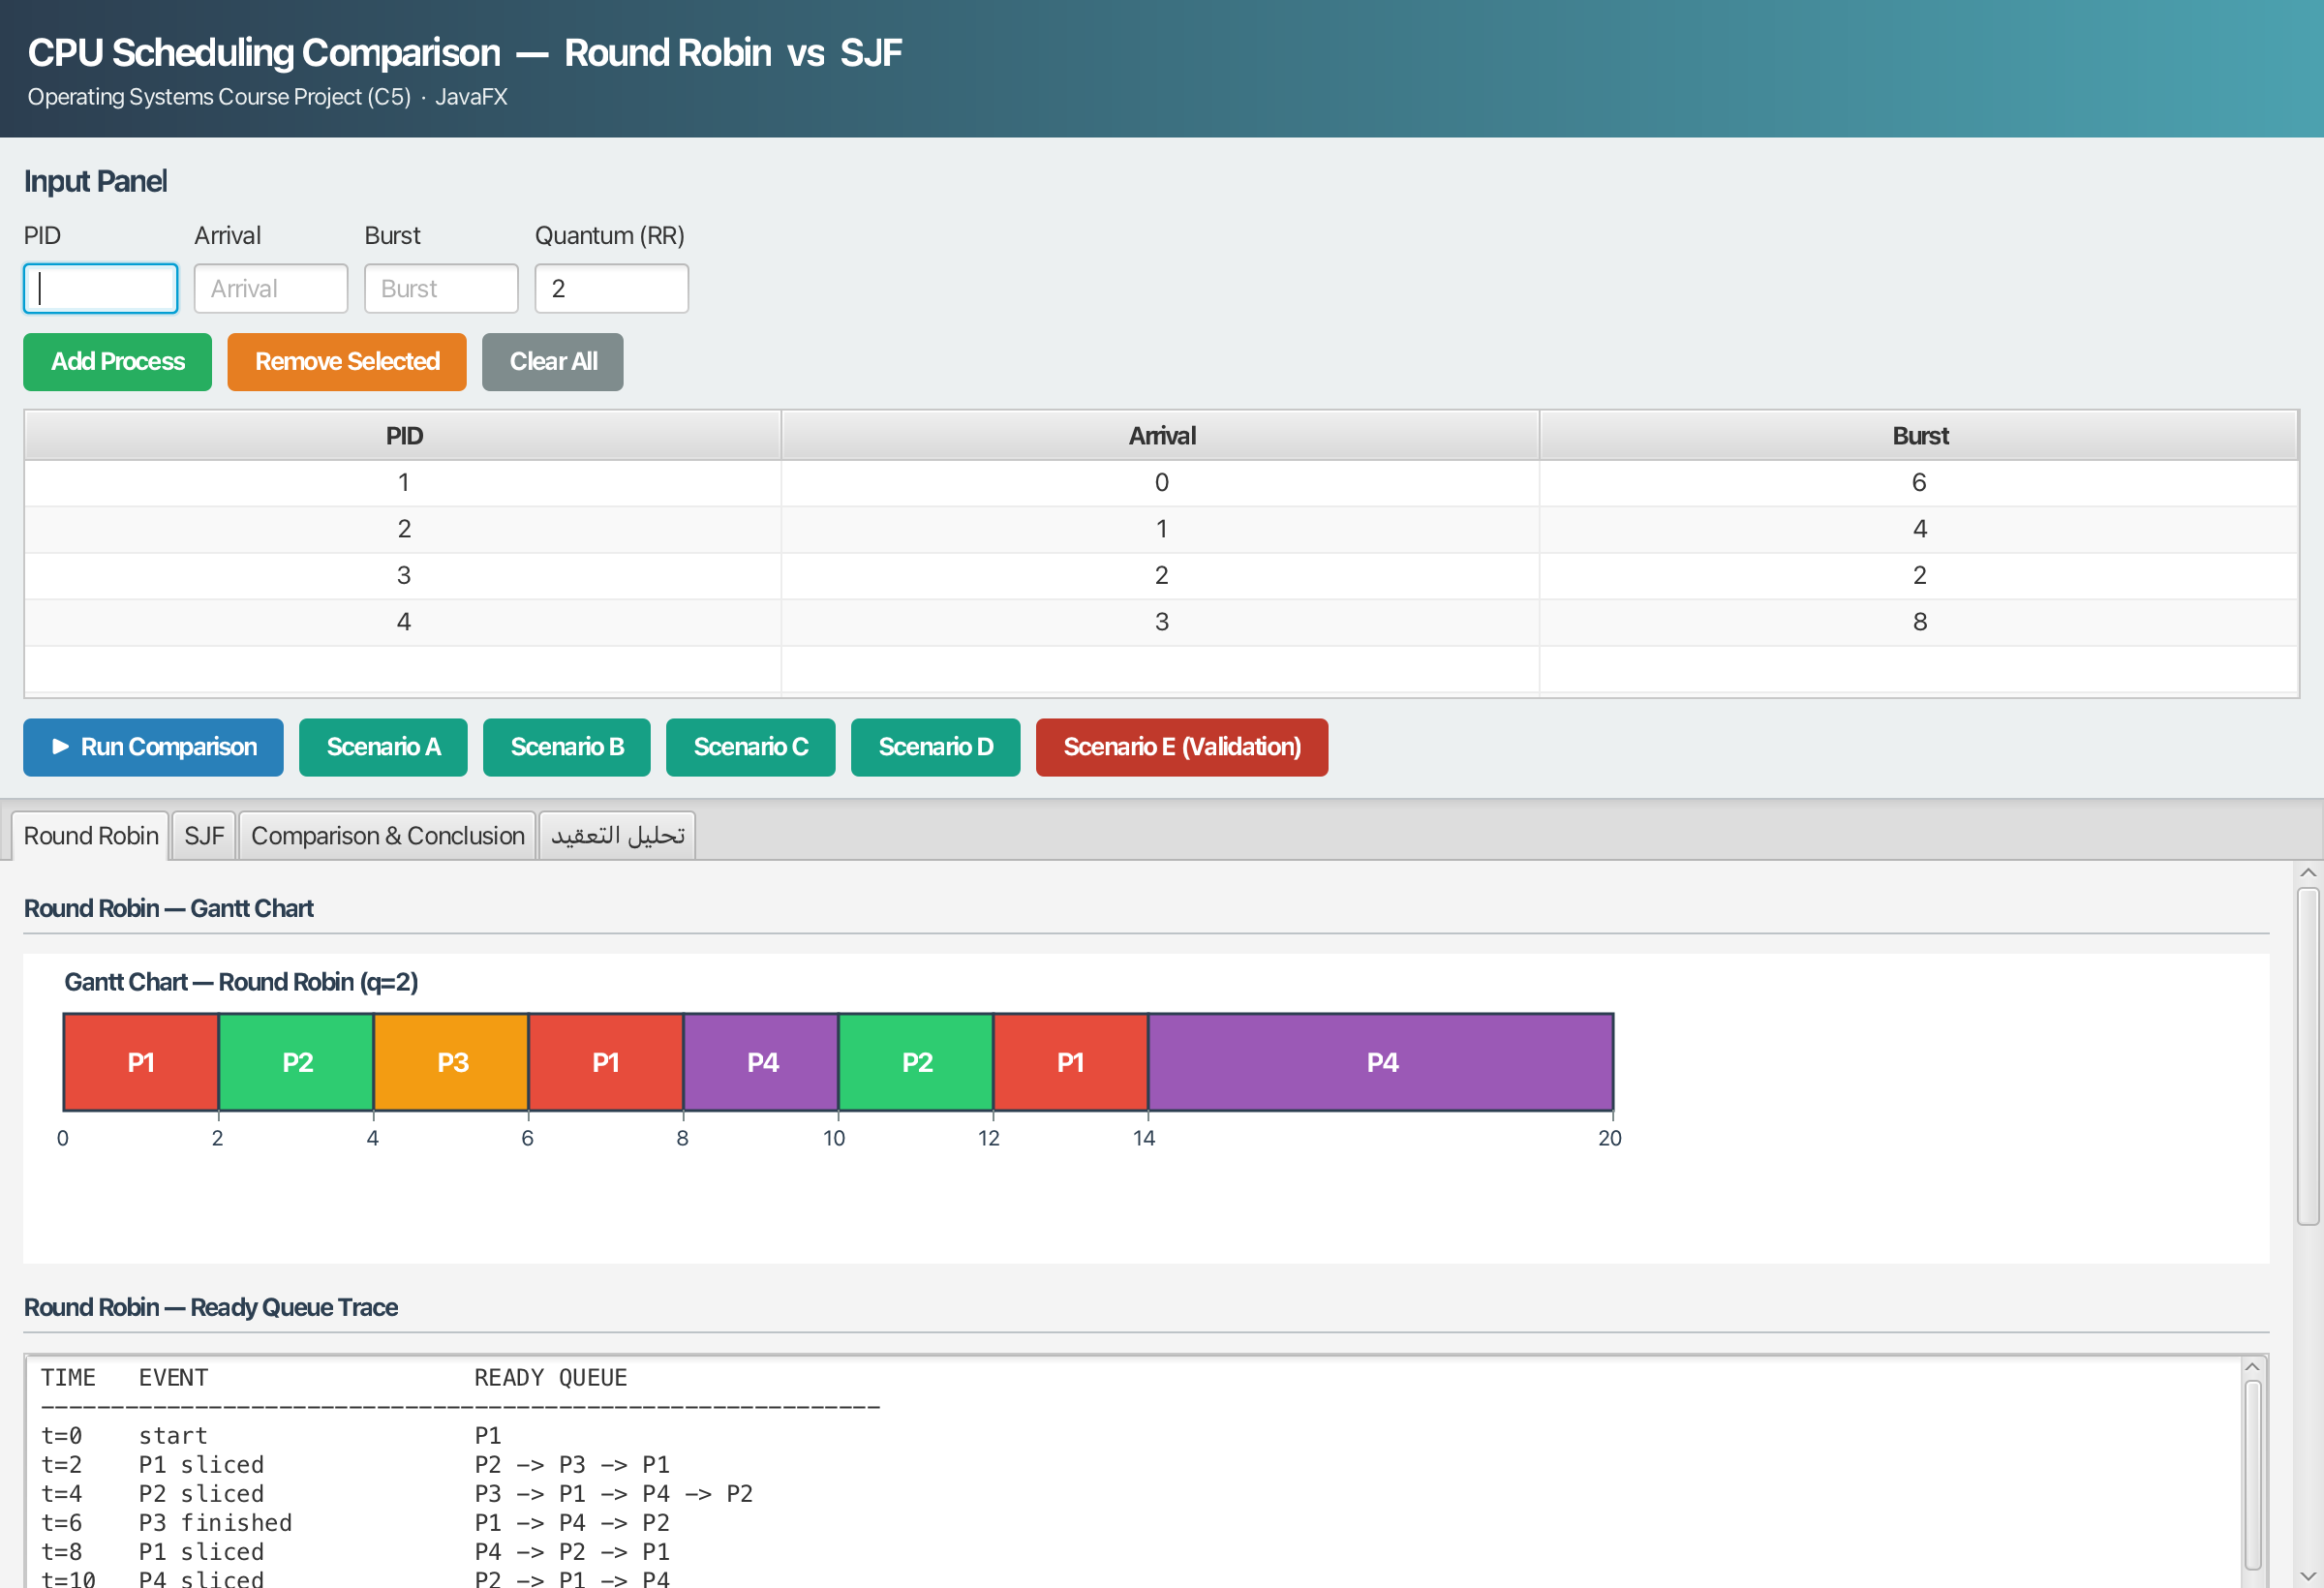 CPU Scheduling Comparison — Round Robin vs SJF
Operating Systems Course Project (C5) · JavaFX
Input Panel
PID Arrival Burst Quantum (RR)
Arrival Burst 2
Add Process Remove Selected Clear All
PID Arrival Burst
1 0 6
2 1 4
3 2 2
4 3 8
▶ Run Comparison Scenario A Scenario B Scenario C Scenario D Scenario E (Validation)
Round Robin SJF Comparison & Conclusion تحليل التعقيد
Round Robin — Gantt Chart
Gantt Chart — Round Robin (q=2)
P1 P2 P3 P1 P4 P2 P1 P4
0 2 4 6 8 10 12 14 20
Round Robin — Ready Queue Trace
TIME EVENT READY QUEUE
------------------------------------------------------------
t=0 start P1
t=2 P1 sliced P2 -> P3 -> P1
t=4 P2 sliced P3 -> P1 -> P4 -> P2
t=6 P3 finished P1 -> P4 -> P2
t=8 P1 sliced P4 -> P2 -> P1
t=10 P4 sliced P2 -> P1 -> P4